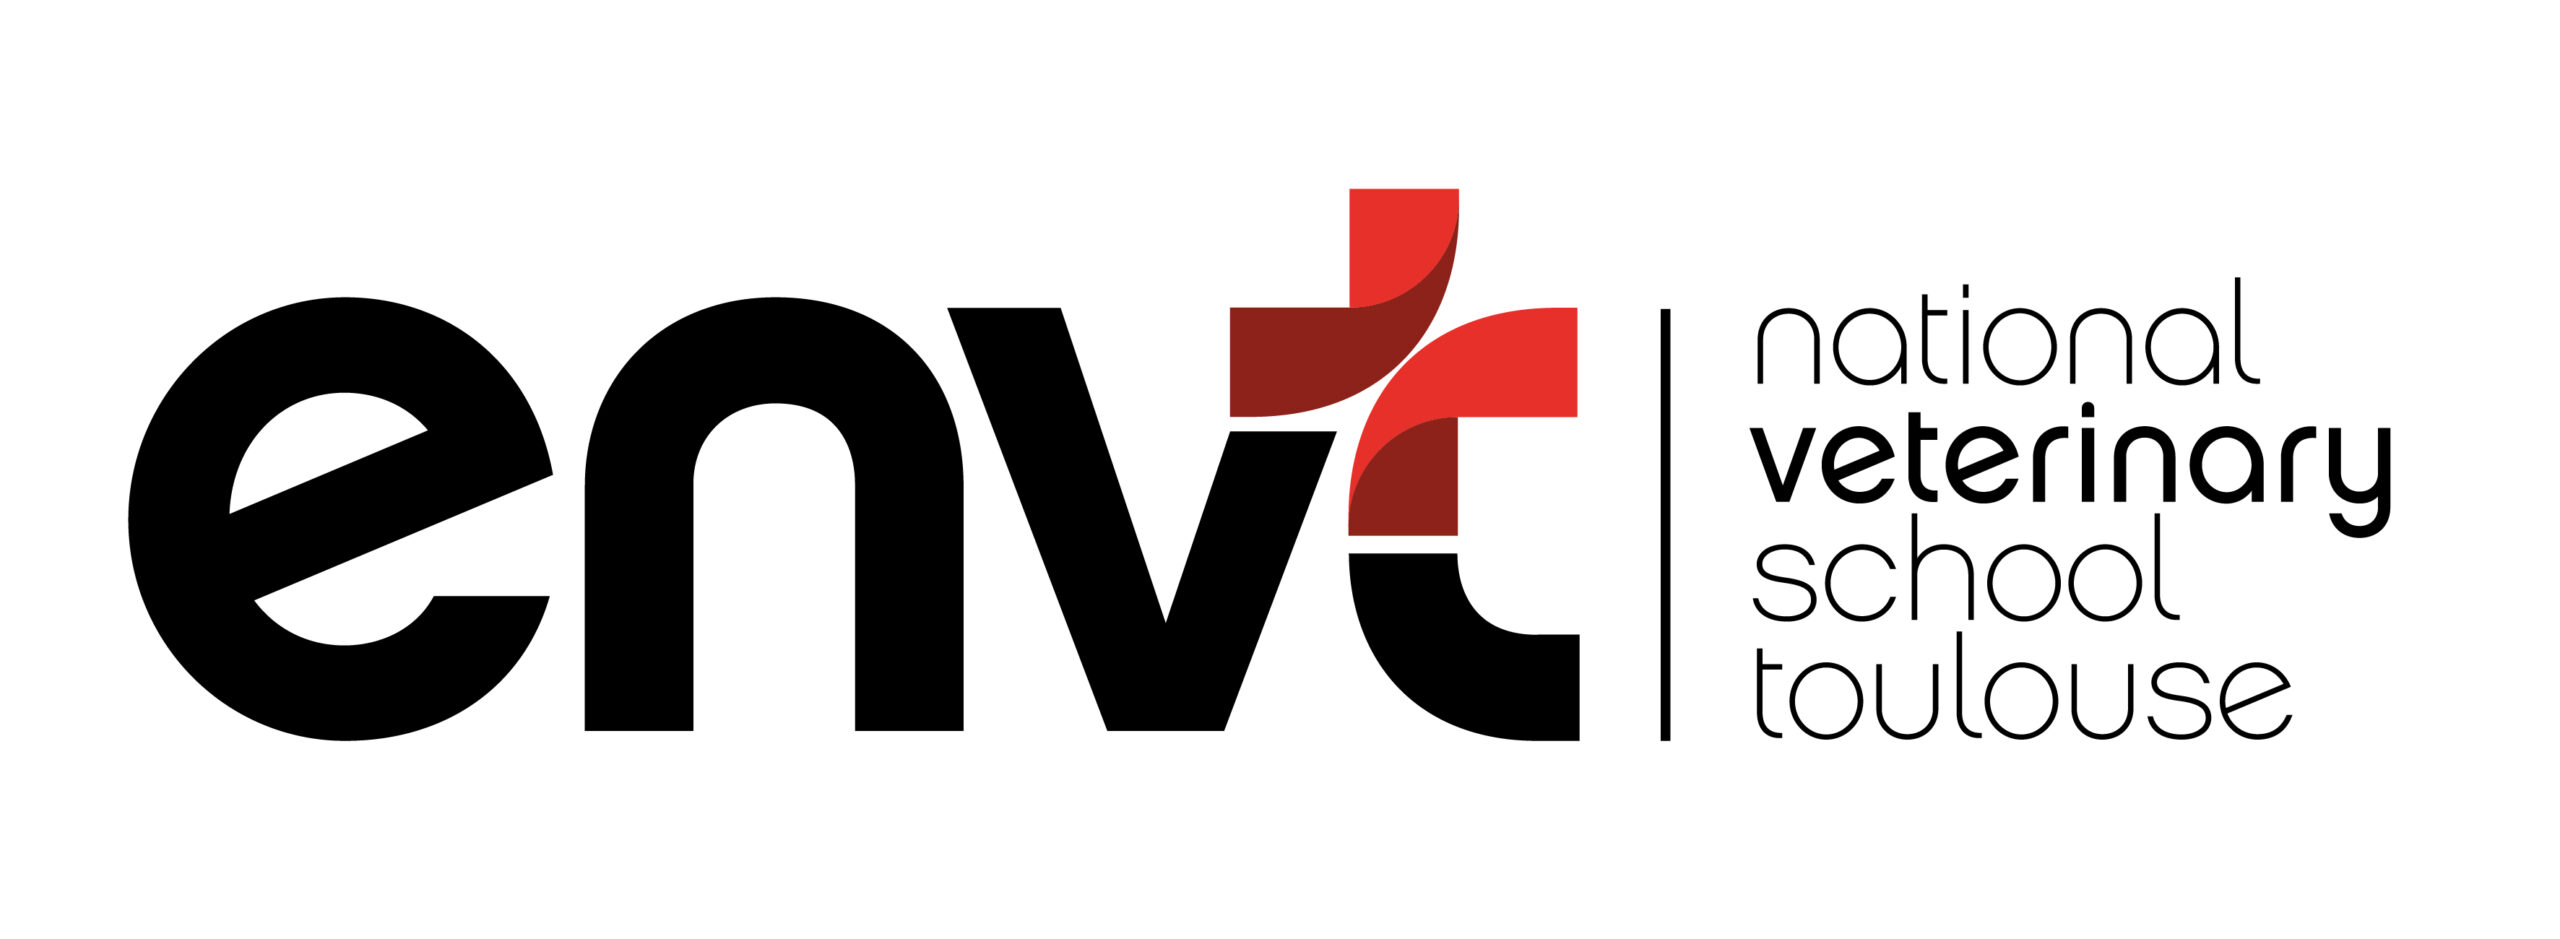 envt
national
veterinary
school
toulouse